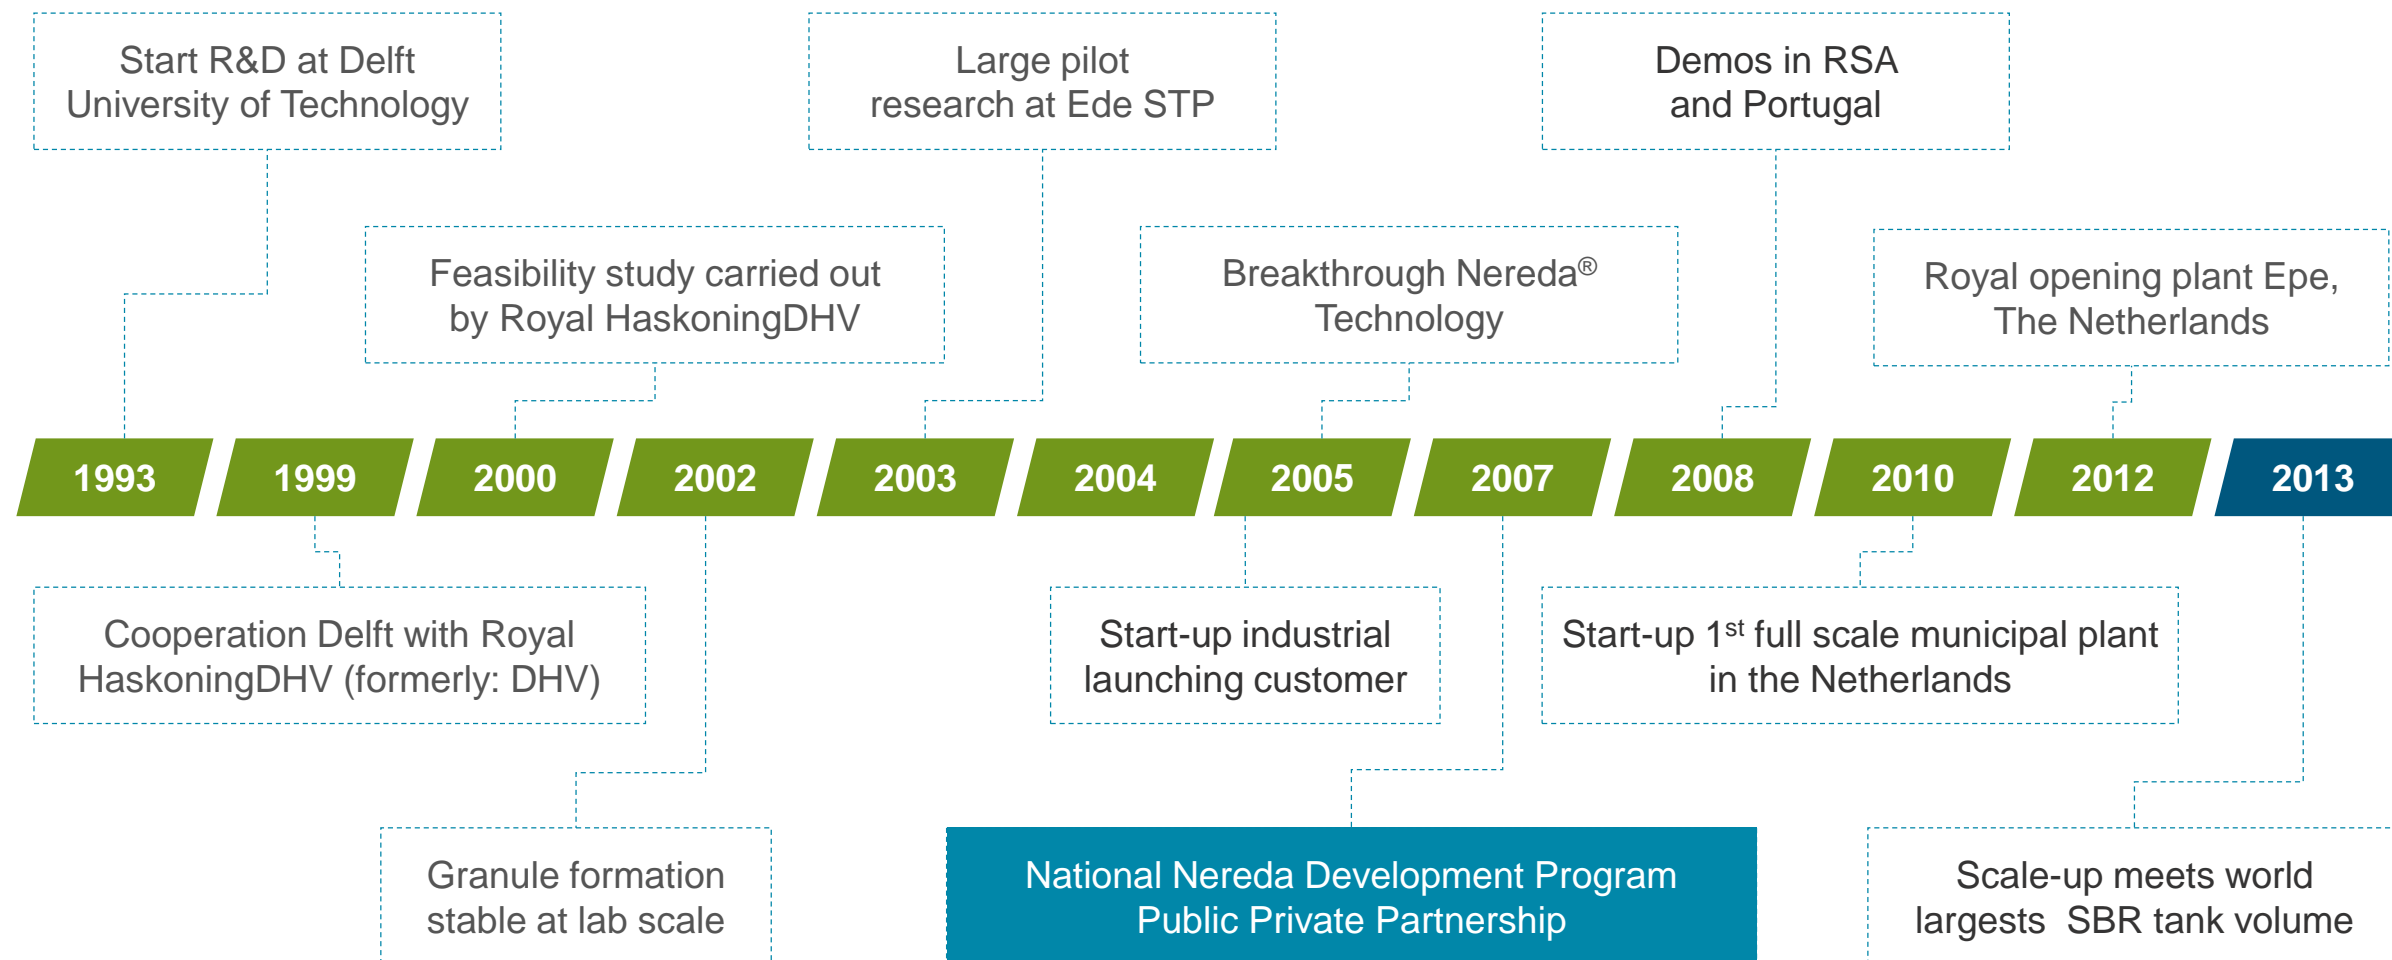 Start R&D at Delft
University of Technology
Large pilot
research at Ede STP
Demos in RSA
and Portugal
Feasibility study carried out
by Royal HaskoningDHV
Breakthrough Nereda®
Technology
Royal opening plant Epe,
The Netherlands
1993
1999
2000
2002
2003
2004
2005
2007
2008
2010
2012
2013
Cooperation Delft with Royal
HaskoningDHV (formerly: DHV)
Start-up industrial
launching customer
Start-up 1st full scale municipal plant
in the Netherlands
Granule formation
stable at lab scale
National Nereda Development Program
Public Private Partnership
Scale-up meets world
largests SBR tank volume